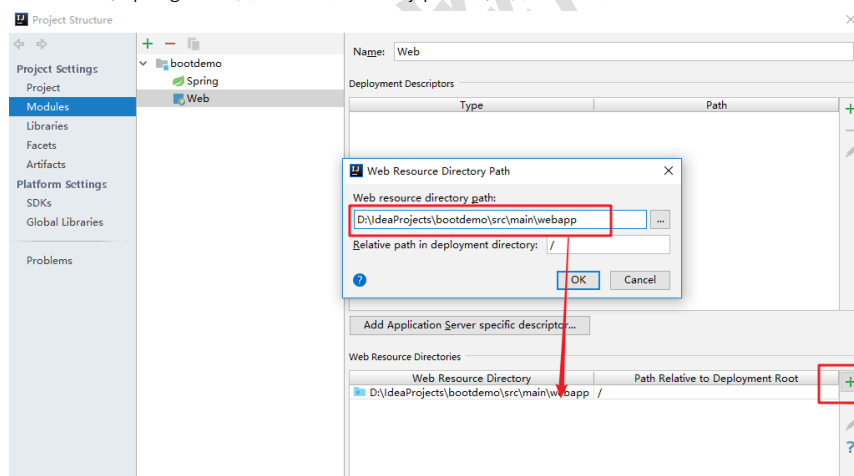 Project Structure
Name: Web
Project Settings
Project
Modules
Libraries
Facets
Artifacts
Platform Settings
SDKs
Global Libraries
Problems
bootdemo
Spring
Web
Deployment Descriptors
Type Path
Web Resource Directory Path
Web resource directory path:
D:\IdeaProjects\bootdemo\src\main\webapp ...
Relative path in deployment directory: /
? OK Cancel
Add Application Server specific descriptor...
Web Resource Directories
Web Resource Directory Path Relative to Deployment Root
D:\IdeaProjects\bootdemo\src\main\webapp /